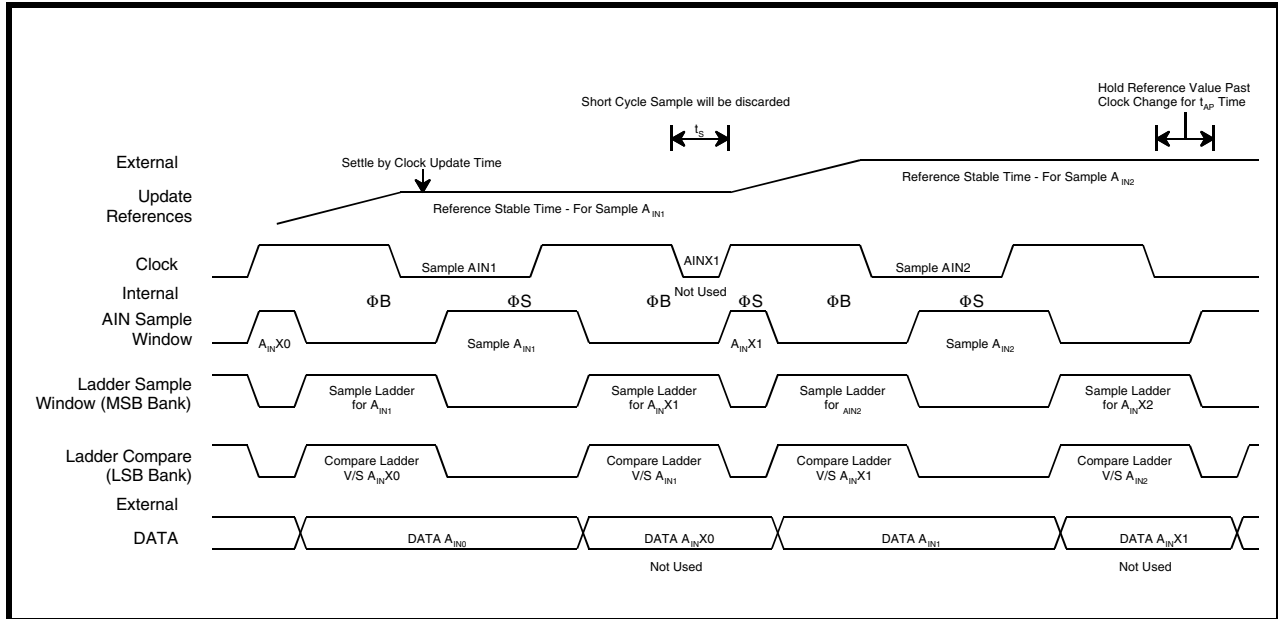 Hold Reference Value Past
Clock Change for tAP Time
Short Cycle Sample will be discarded
tS
External
Settle by Clock Update Time
Reference Stable Time - For Sample A IN2
Update
References
Reference Stable Time - For Sample A IN1
Clock
Sample AIN1
AINX1
Sample AIN2
Internal
Not Used
ΦB
ΦS
ΦB
ΦS
ΦB
ΦS
AIN Sample
Window
AINX0
Sample AIN1
AINX1
Sample AIN2
Ladder Sample
Window (MSB Bank)
Sample Ladder
for AIN1
Sample Ladder
for AINX1
Sample Ladder
for AIN2
Sample Ladder
for AINX2
Ladder Compare
(LSB Bank)
Compare Ladder
V/S AINX0
Compare Ladder
V/S AIN1
Compare Ladder
V/S AINX1
Compare Ladder
V/S AIN2
External
DATA
DATA AIN0
DATA AINX0
DATA AIN1
DATA AINX1
Not Used
Not Used